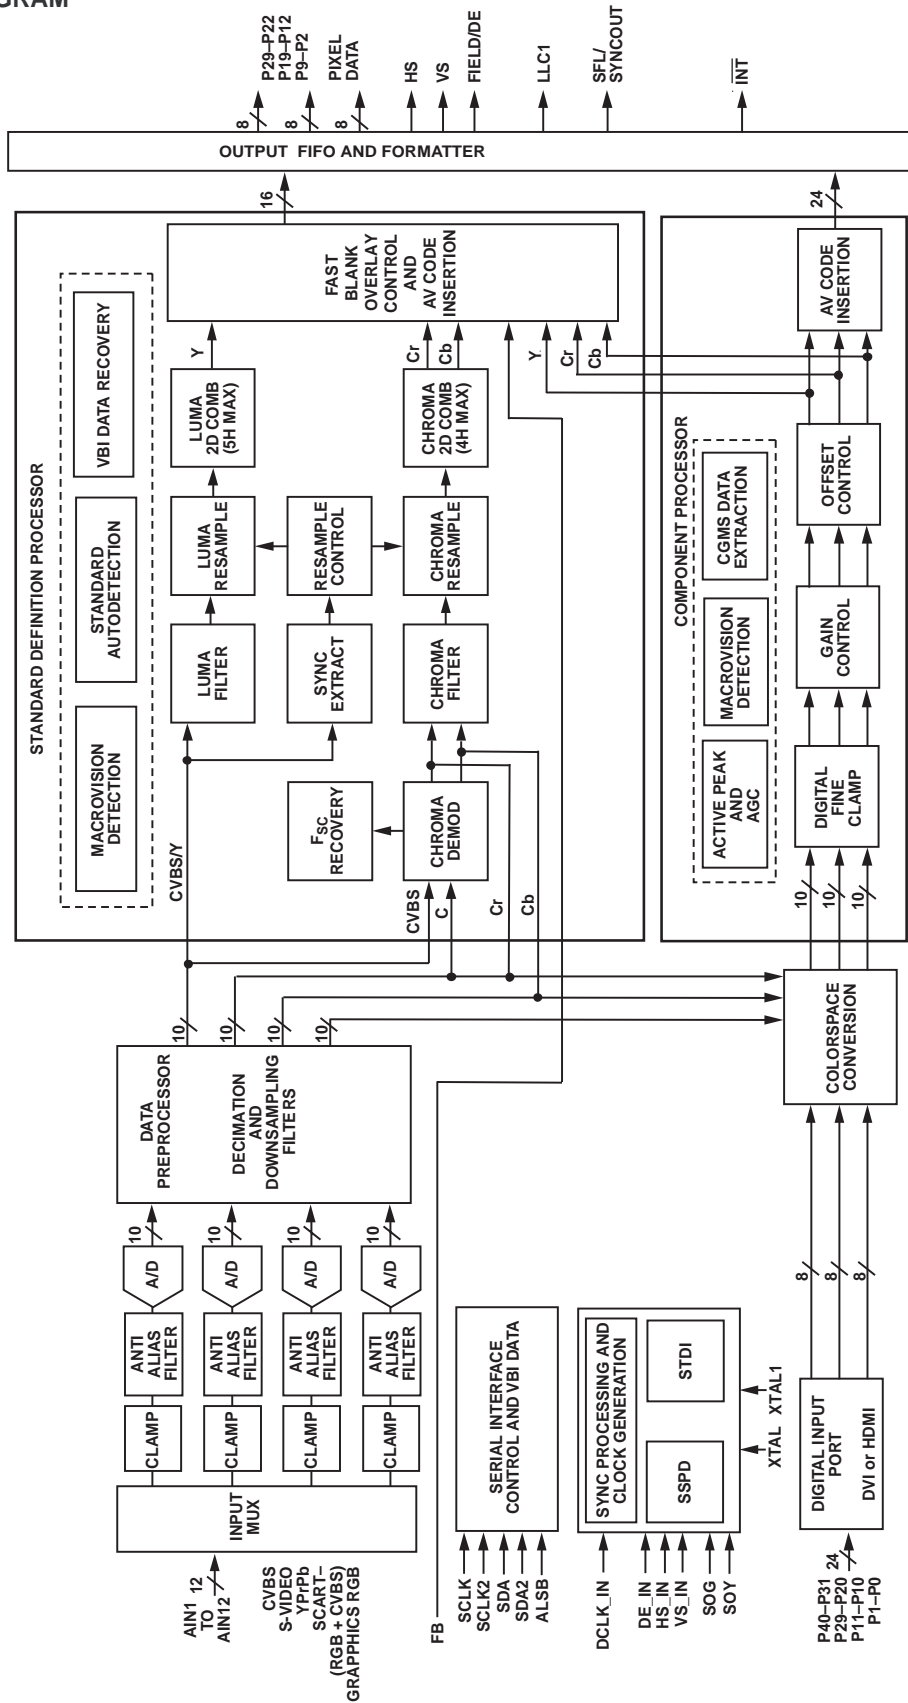 GRAM
AIN1
TO
AIN12
12
CVBS
S-VIDEO
YPrPb
SCART–
(RGB + CVBS)
GRAPPHICS RGB
INPUT
MUX
CLAMP
ANTI
ALIAS
FILTER
A/D
10
CLAMP
ANTI
ALIAS
FILTER
A/D
10
CLAMP
ANTI
ALIAS
FILTER
A/D
10
CLAMP
ANTI
ALIAS
FILTER
A/D
10
DATA
PREPROCESSOR
DECIMATION
AND
DOWNSAMPLING
FILTERS
10
10
10
10
FB
SCLK
SCLK2
SDA
SDA2
ALSB
SERIAL INTERFACE
CONTROL AND VBI DATA
DCLK_IN
DE_IN
HS_IN
VS_IN
SOG
SOY
SYNC PROCESSING AND
CLOCK GENERATION
SSPD
STDI
XTAL
XTAL1
P40–P31
P29–P20
P11–P10
P1–P0
24
DIGITAL INPUT
PORT
DVI or HDMI
8
8
8
COLORSPACE
CONVERSION
10
10
10
STANDARD DEFINITION PROCESSOR
MACROVISION
DETECTION
STANDARD
AUTODETECTION
VBI DATA RECOVERY
CVBS/Y
CVBS
C
Cr
Cb
FSC
RECOVERY
CHROMA
DEMOD
LUMA
FILTER
SYNC
EXTRACT
CHROMA
FILTER
LUMA
RESAMPLE
RESAMPLE
CONTROL
CHROMA
RESAMPLE
LUMA
2D COMB
(5H MAX)
CHROMA
2D COMB
(4H MAX)
Y
Cr
Cb
Y
Cr
Cb
FAST
BLANK
OVERLAY
CONTROL
AND
AV CODE
INSERTION
16
COMPONENT PROCESSOR
ACTIVE PEAK
AND
AGC
MACROVISION
DETECTION
CGMS DATA
EXTRACTION
DIGITAL
FINE
CLAMP
GAIN
CONTROL
OFFSET
CONTROL
AV CODE
INSERTION
24
OUTPUT FIFO AND FORMATTER
8
8
8
P29–P22
P19–P12
P9–P2
PIXEL
DATA
HS
VS
FIELD/DE
LLC1
SFL/
SYNCOUT
INT